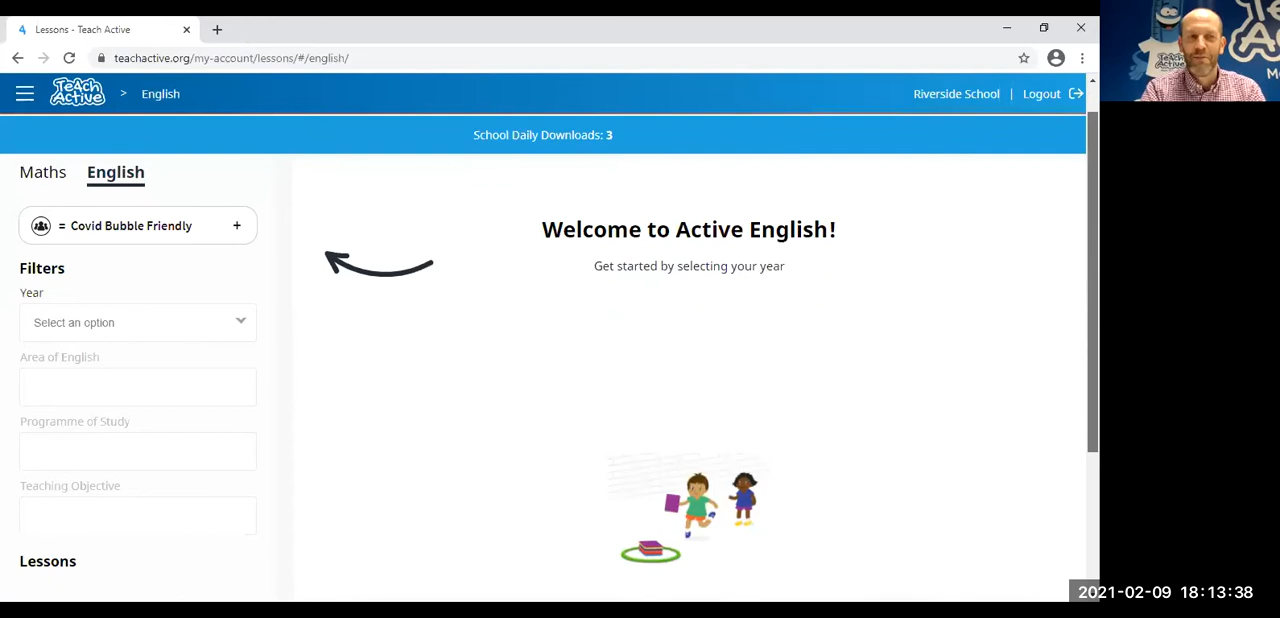 Lessons - Teach Active
teachactive.org/my-account/lessons/#/english/
TEACH
ACTIVE
> English
Riverside School | Logout
School Daily Downloads: 3
Maths English
= Covid Bubble Friendly +
Filters
Year
Select an option
Area of English
Programme of Study
Teaching Objective
Lessons
Welcome to Active English!
Get started by selecting your year
2021-02-09 18:13:38